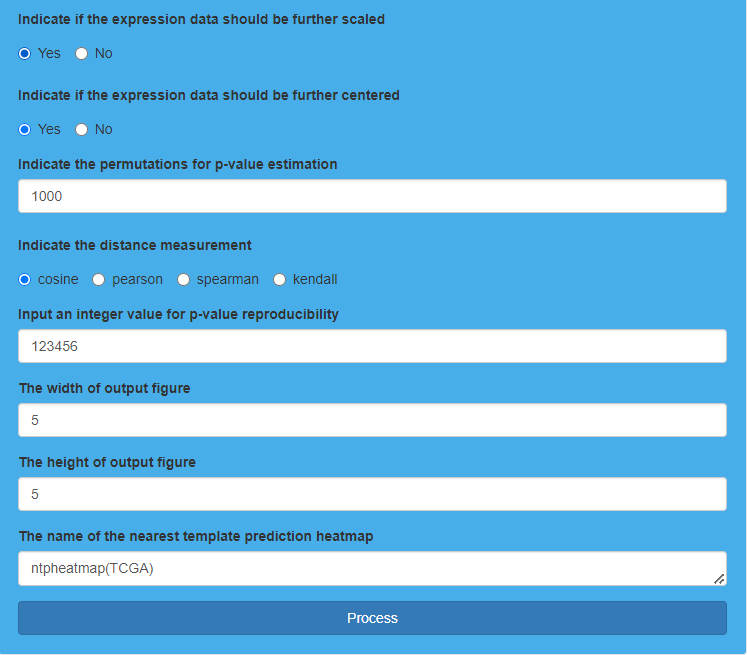 Indicate if the expression data should be further scaled
Yes No
Indicate if the expression data should be further centered
Yes No
Indicate the permutations for p-value estimation
1000
Indicate the distance measurement
cosine pearson spearman kendall
Input an integer value for p-value reproducibility
123456
The width of output figure
5
The height of output figure
5
The name of the nearest template prediction heatmap
ntpheatmap(TCGA)
Process